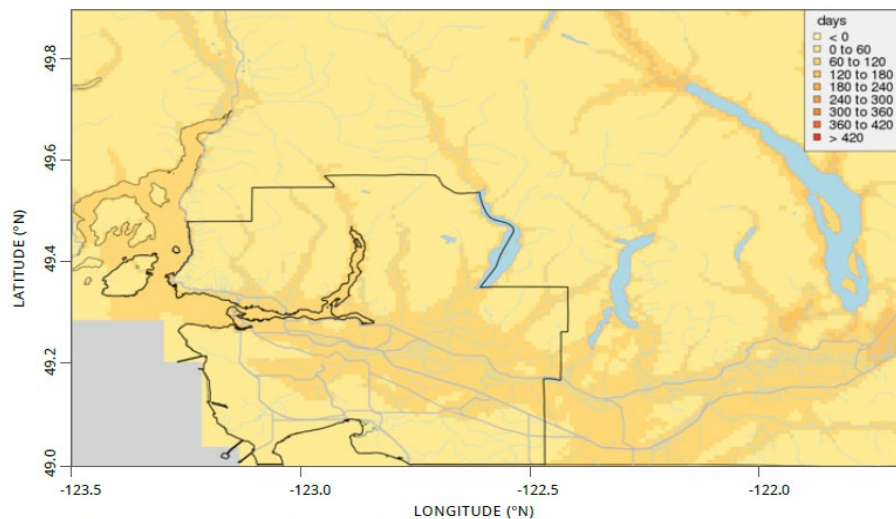 days
< 0
0 to 60
60 to 120
120 to 180
180 to 240
240 to 300
300 to 360
360 to 420
> 420
49.8
49.6
49.4
49.2
49.0
LATITUDE (°N)
-123.5
-123.0
-122.5
-122.0
LONGITUDE (°N)